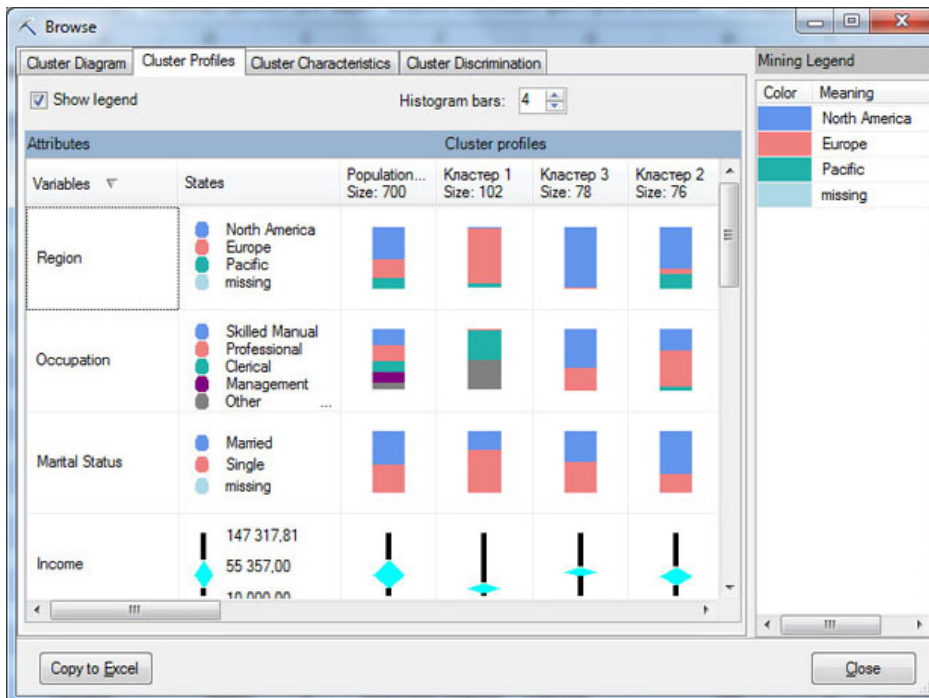 Browse
Cluster Diagram Cluster Profiles Cluster Characteristics Cluster Discrimination
Show legend
Histogram bars: 4
Attributes Cluster profiles
Variables States Population... Size: 700 Кластер 1 Size: 102 Кластер 3 Size: 78 Кластер 2 Size: 76
Region
North America
Europe
Pacific
missing
Occupation
Skilled Manual
Professional
Clerical
Management
Other ...
Marital Status
Married
Single
missing
Income
147 317,81
55 357,00
10 000,00
Copy to Excel
Mining Legend
Color Meaning
North America
Europe
Pacific
missing
Close